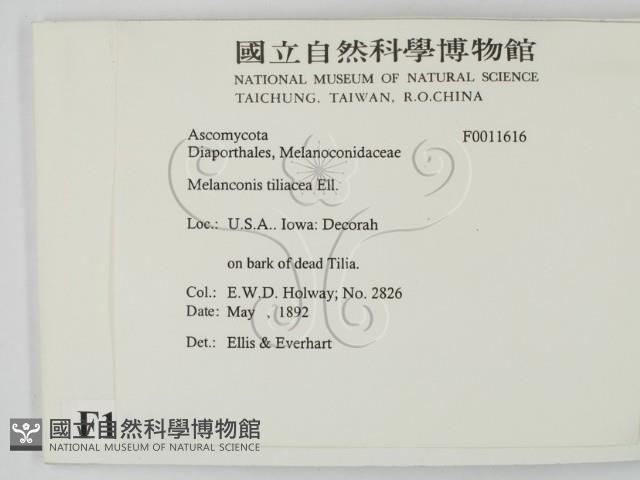 國立自然科學博物館
NATIONAL MUSEUM OF NATURAL SCIENCE
TAICHUNG, TAIWAN, R.O.CHINA
Ascomycota F0011616
Diaporthales, Melanoconidaceae
Melanconis tiliacea Ell.
Loc.: U.S.A.. Iowa: Decorah
on bark of dead Tilia.
Col.: E.W.D. Holway; No. 2826
Date: May , 1892
Det.: Ellis & Everhart
F1
國立自然科學博物館
NATIONAL MUSEUM OF NATURAL SCIENCE